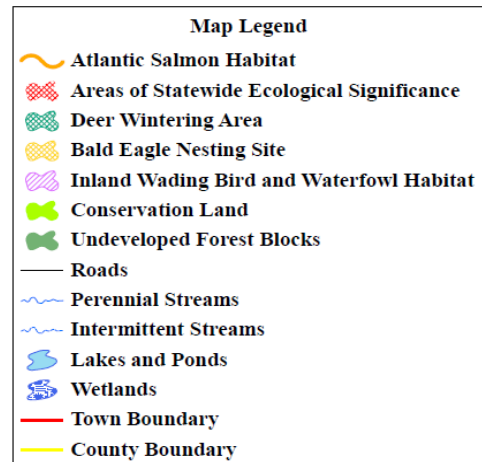 Map Legend
Atlantic Salmon Habitat
Areas of Statewide Ecological Significance
Deer Wintering Area
Bald Eagle Nesting Site
Inland Wading Bird and Waterfowl Habitat
Conservation Land
Undeveloped Forest Blocks
Roads
Perennial Streams
Intermittent Streams
Lakes and Ponds
Wetlands
Town Boundary
County Boundary